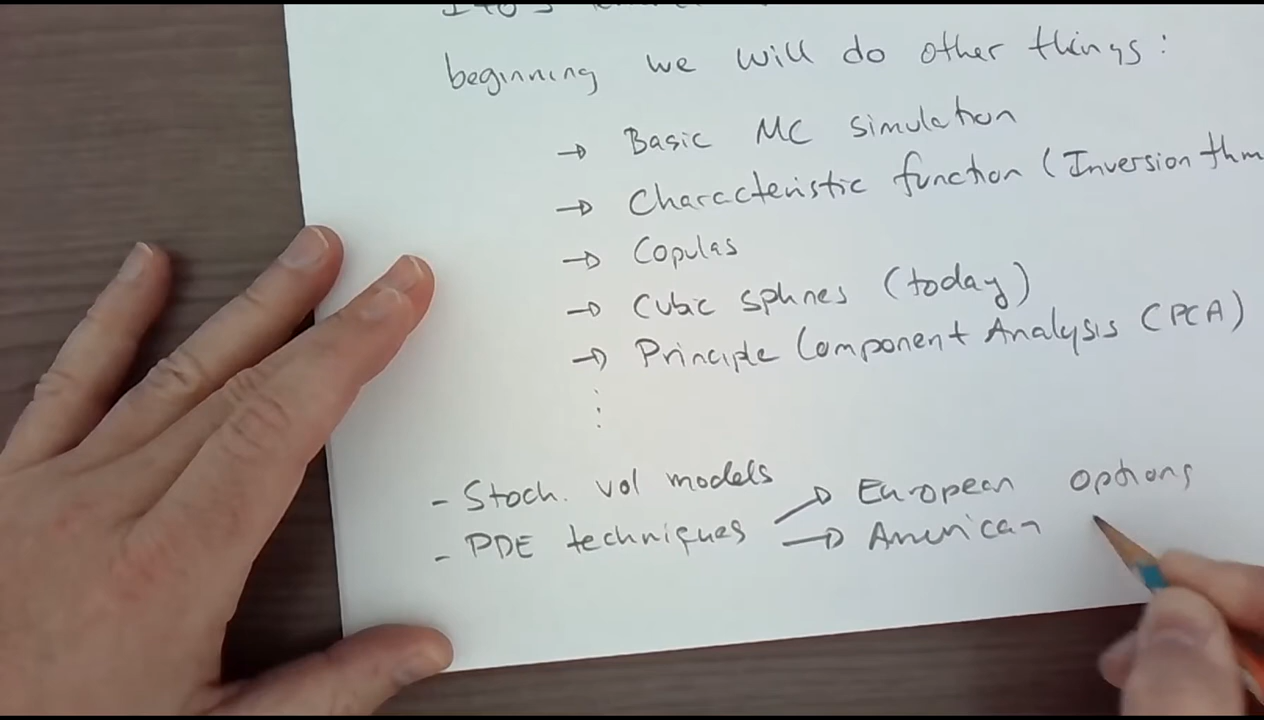 beginning we will do other things:
→ Basic MC simulation
→ Characteristic function (Inversion thm
→ Copulas
→ Cubic splines (today)
→ Principle Component Analysis (PCA)
⋮
- Stoch. vol models
- PDE techniques → European options
→ American